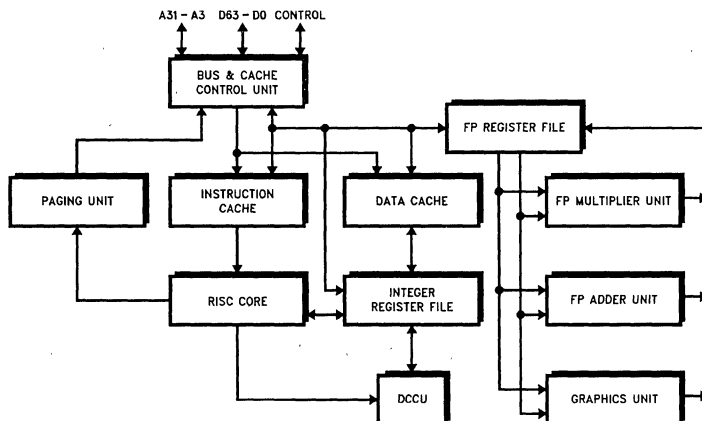 A31-A3 D63-D0 CONTROL
BUS & CACHE
CONTROL UNIT
FP REGISTER FILE
PAGING UNIT
INSTRUCTION
CACHE
DATA CACHE
FP MULTIPLIER UNIT
RISC CORE
INTEGER
REGISTER FILE
FP ADDER UNIT
DCCU
GRAPHICS UNIT